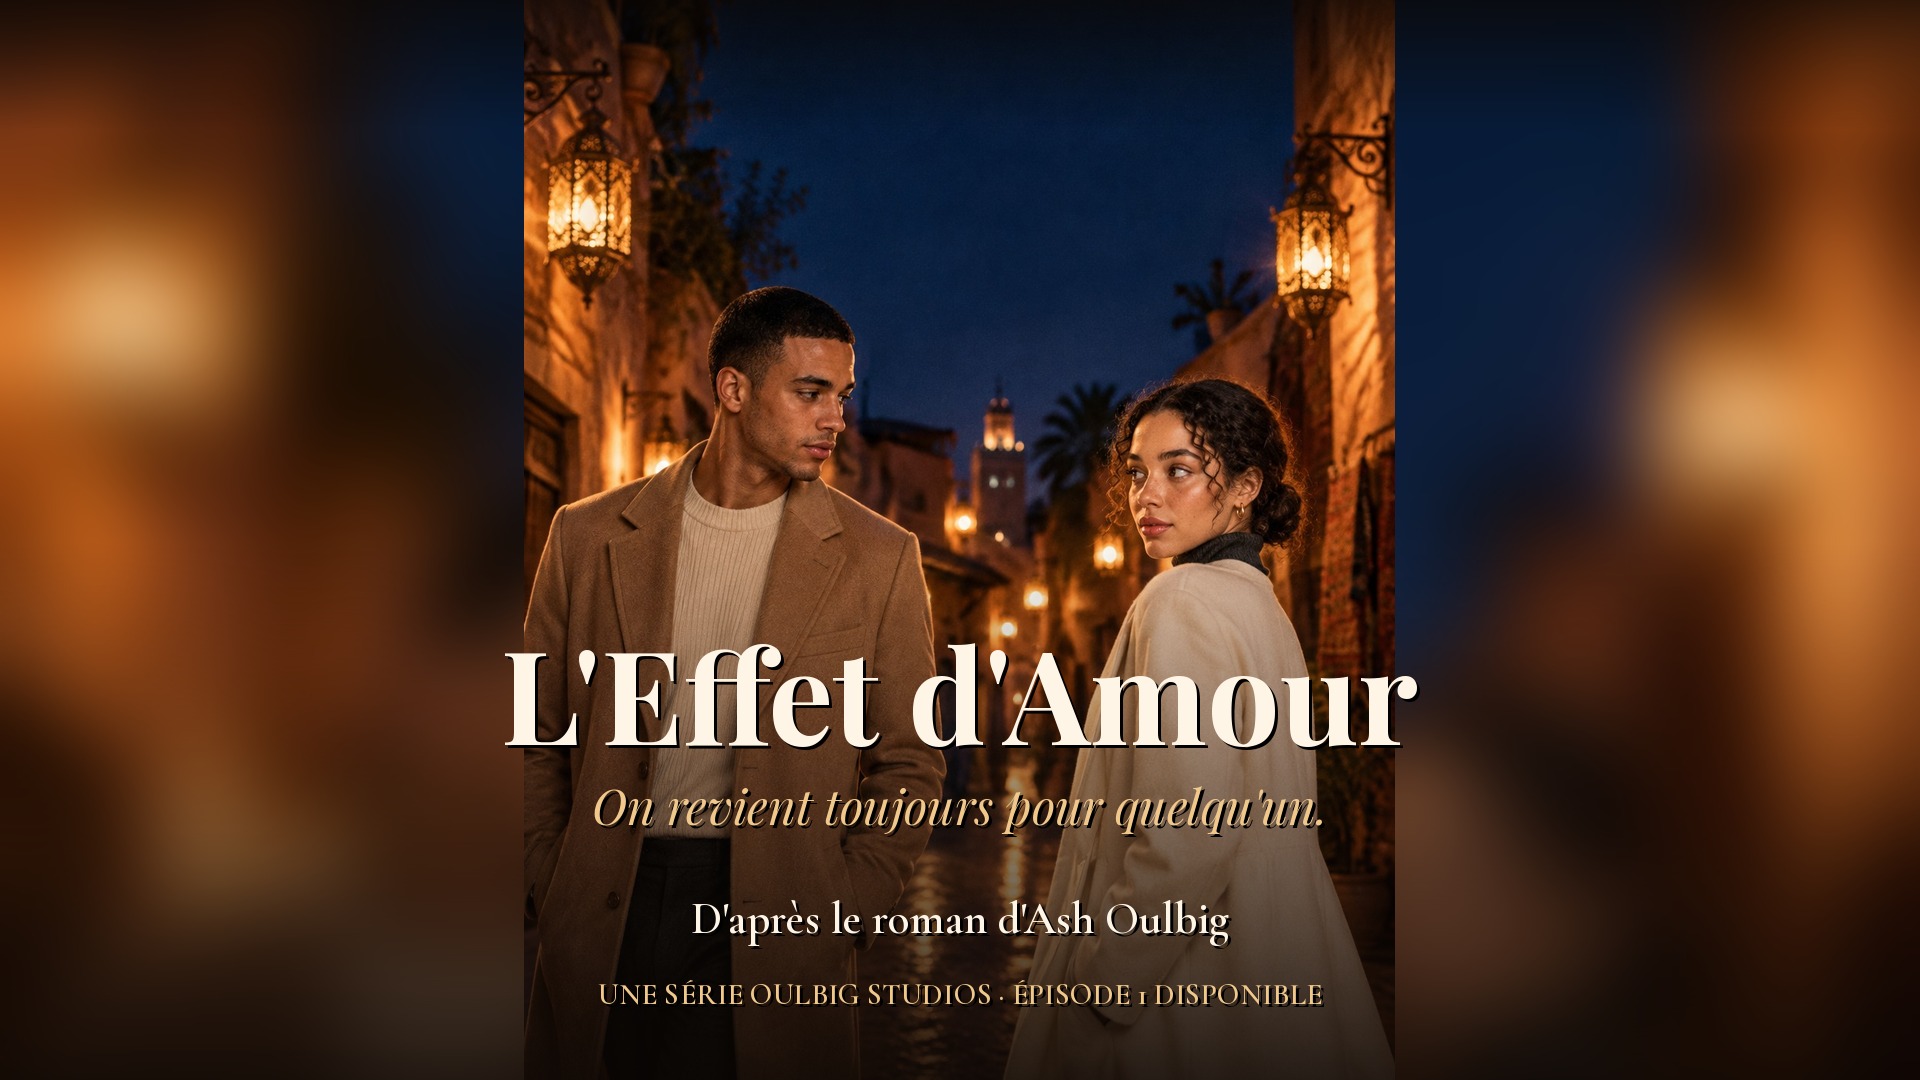 L'Effet d'Amour
On revient toujours pour quelqu'un.
D'après le roman d'Ash Oulbig
UNE SÉRIE OULBIG STUDIOS · ÉPISODE 1 DISPONIBLE